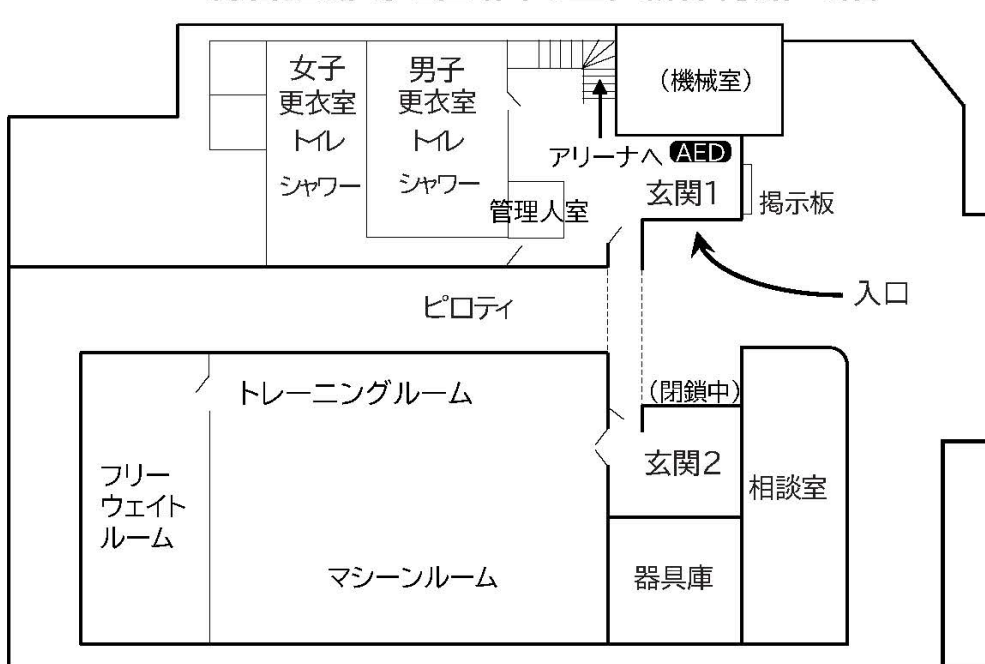 女子
更衣室
トイレ
シャワー
男子
更衣室
トイレ
シャワー
(機械室)
アリーナへ AED
玄関1
掲示板
管理人室
入口
ピロティ
トレーニングルーム
(閉鎖中)
玄関2
相談室
フリー
ウェイト
ルーム
マシーンルーム
器具庫